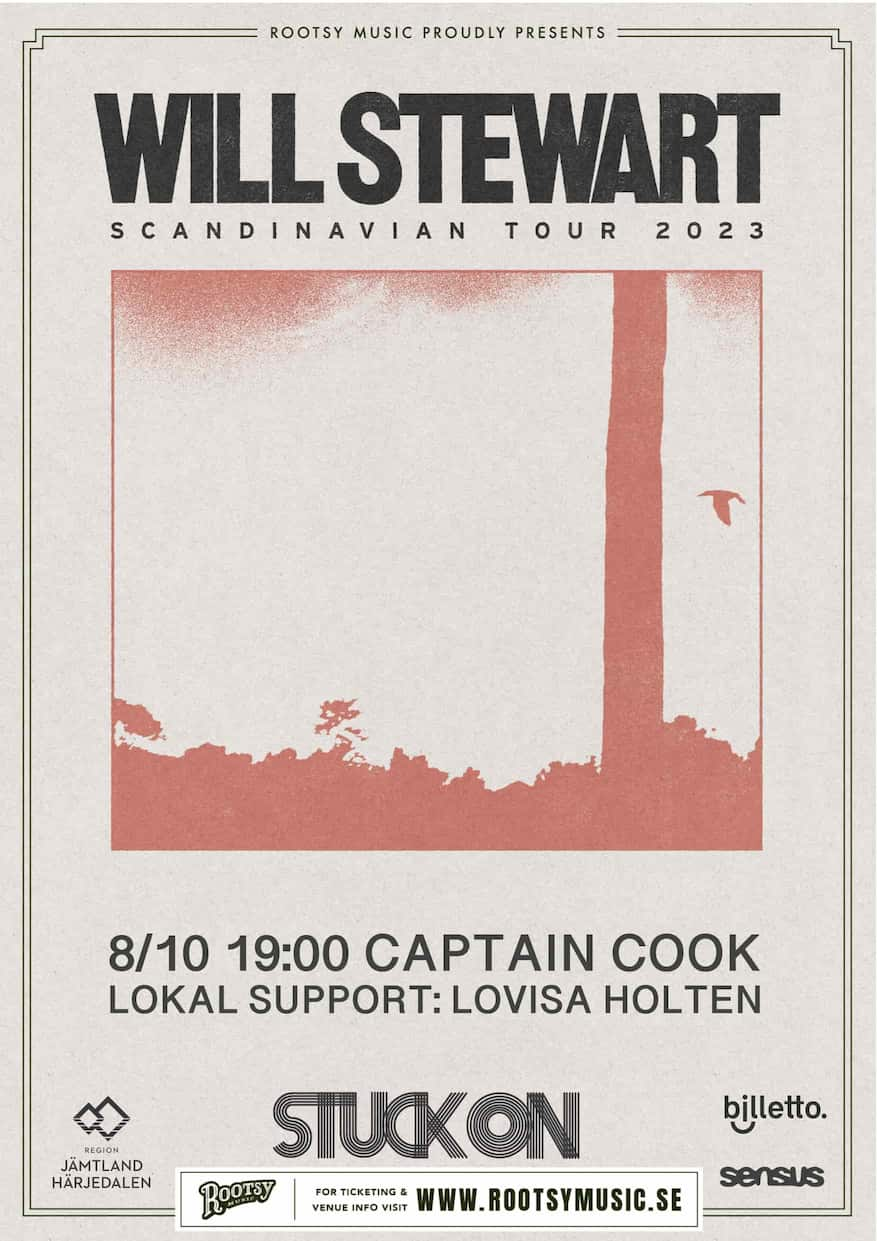 ROOTSY MUSIC PROUDLY PRESENTS
WILL STEWART
SCANDINAVIAN TOUR 2023
8/10 19:00 CAPTAIN COOK
LOKAL SUPPORT: LOVISA HOLTEN
STUCK ON
REGION
JÄMTLAND
HÄRJEDALEN
billetto.
sensus
ROOTSY
MUSIC
FOR TICKETING &
VENUE INFO VISIT
WWW.ROOTSYMUSIC.SE